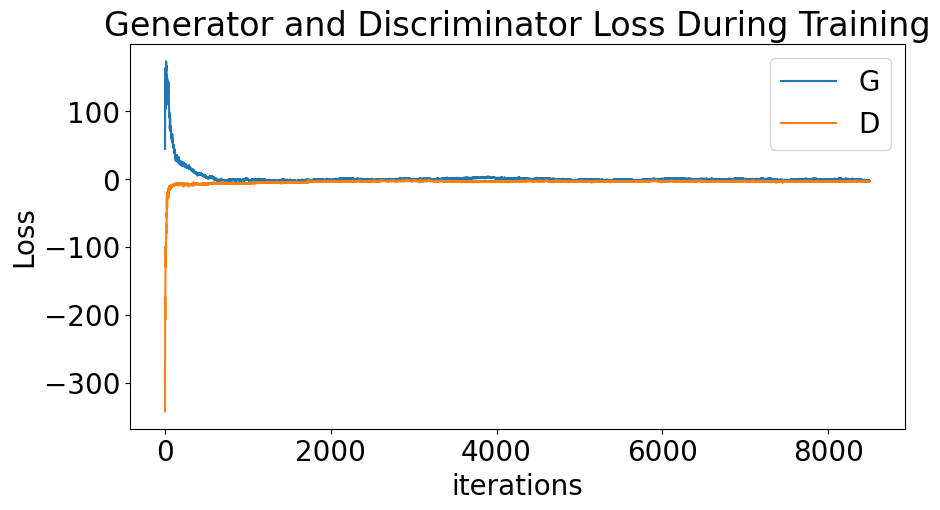 Generator and Discriminator Loss During Training
G
D
100
0
−100
−200
−300
Loss
0 2000 4000 6000 8000
iterations